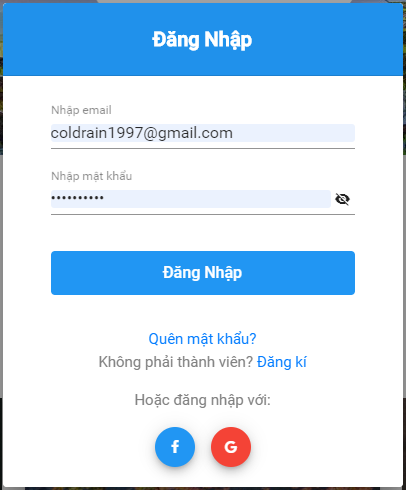 Đăng Nhập
Nhập email
coldrain1997@gmail.com
Nhập mật khẩu
••••••••••
Đăng Nhập
Quên mật khẩu?
Không phải thành viên? Đăng kí
Hoặc đăng nhập với:
f G